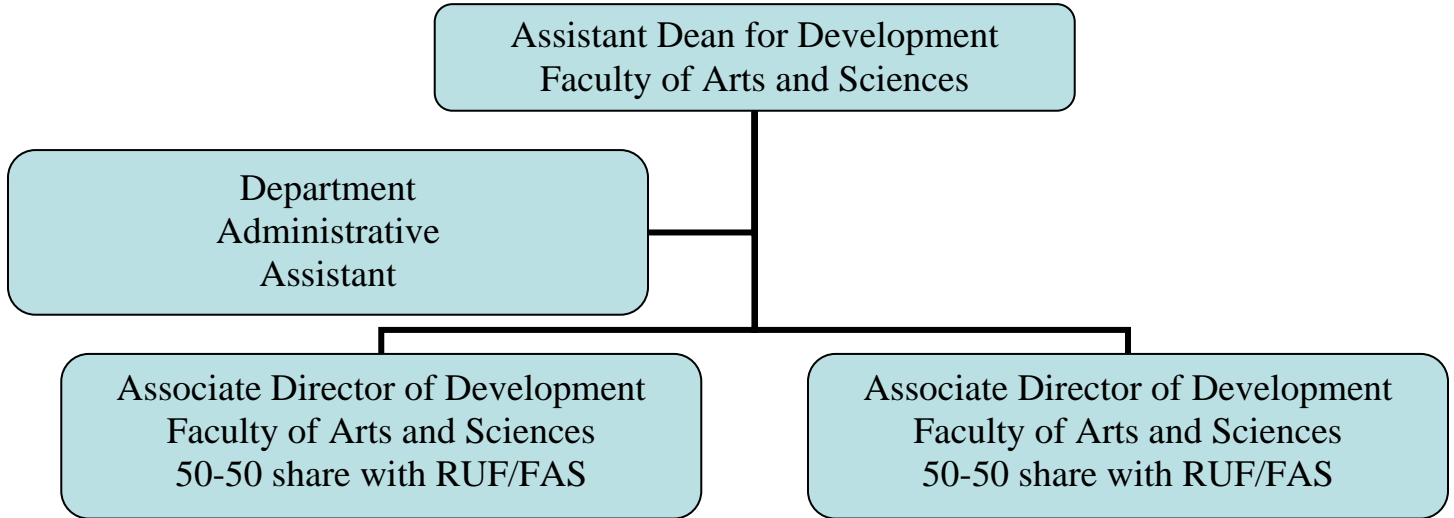 Assistant Dean for Development
Faculty of Arts and Sciences
Department
Administrative
Assistant
Associate Director of Development
Faculty of Arts and Sciences
50-50 share with RUF/FAS
Associate Director of Development
Faculty of Arts and Sciences
50-50 share with RUF/FAS